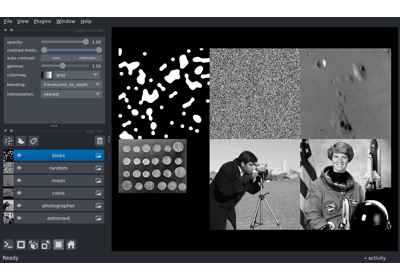 File View Plugins Window Help
opacity: 1.00
contrast limits:
auto-contrast: once continuous
gamma: 1.00
colormap: gray
blending: translucent_no_depth
interpolation: nearest
blobs
random
moon
coins
photographer
astronaut
Ready
activity